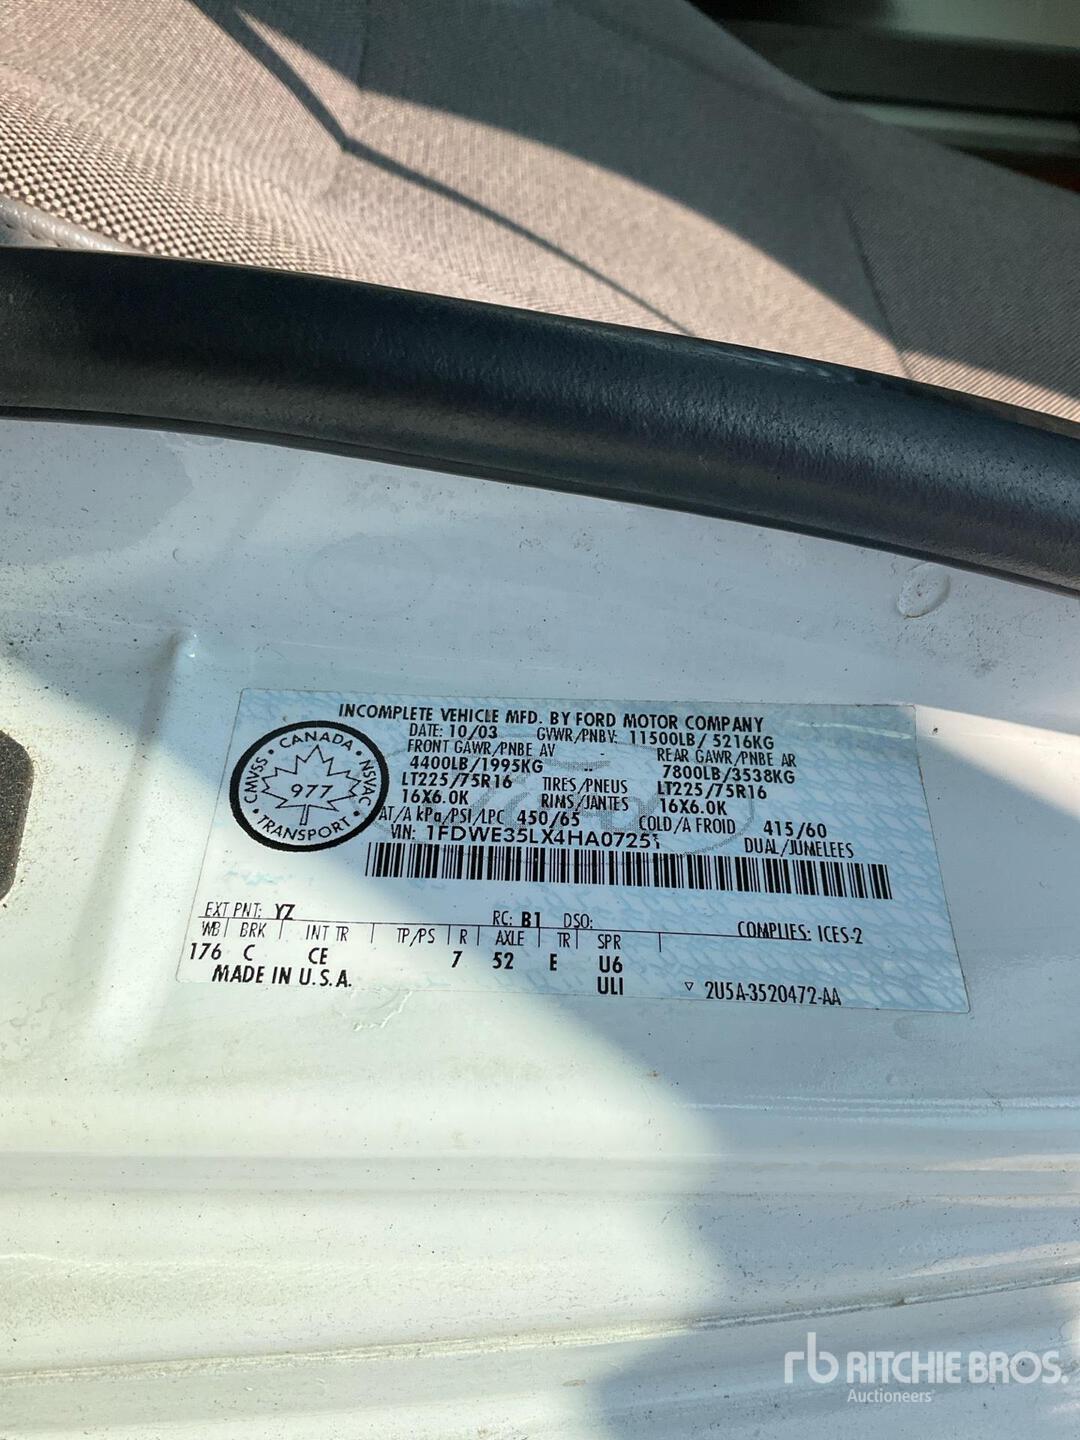 INCOMPLETE VEHICLE MFD. BY FORD MOTOR COMPANY
DATE: 10/03 GVWR/PNBV: 11500LB/ 5216KG
FRONT GAWR/PNBE AV - REAR GAWR/PNBE AR
4400LB/1995KG -- 7800LB/3538KG
LT225/75R16 TIRES/PNEUS LT225/75R16
16X6.0K RIMS/JANTES 16X6.0K
AT/A kPa/PSI/LPC 450/65 COLD/A FROID 415/60
VIN: 1FDWE35LX4HA07251 DUAL/JUMELEES
CANADA
CMVSS 977 NSVAC
TRANSPORT
EXT PNT: YZ RC: B1 DSO: COMPLIES: ICES-2
WB | BRK | INT TR | TP/PS | R | AXLE | TR | SPR |
176 C CE 7 52 E U6
MADE IN U.S.A. ULI ▽ 2U5A-3520472-AA
rb RITCHIE BROS.
Auctioneers